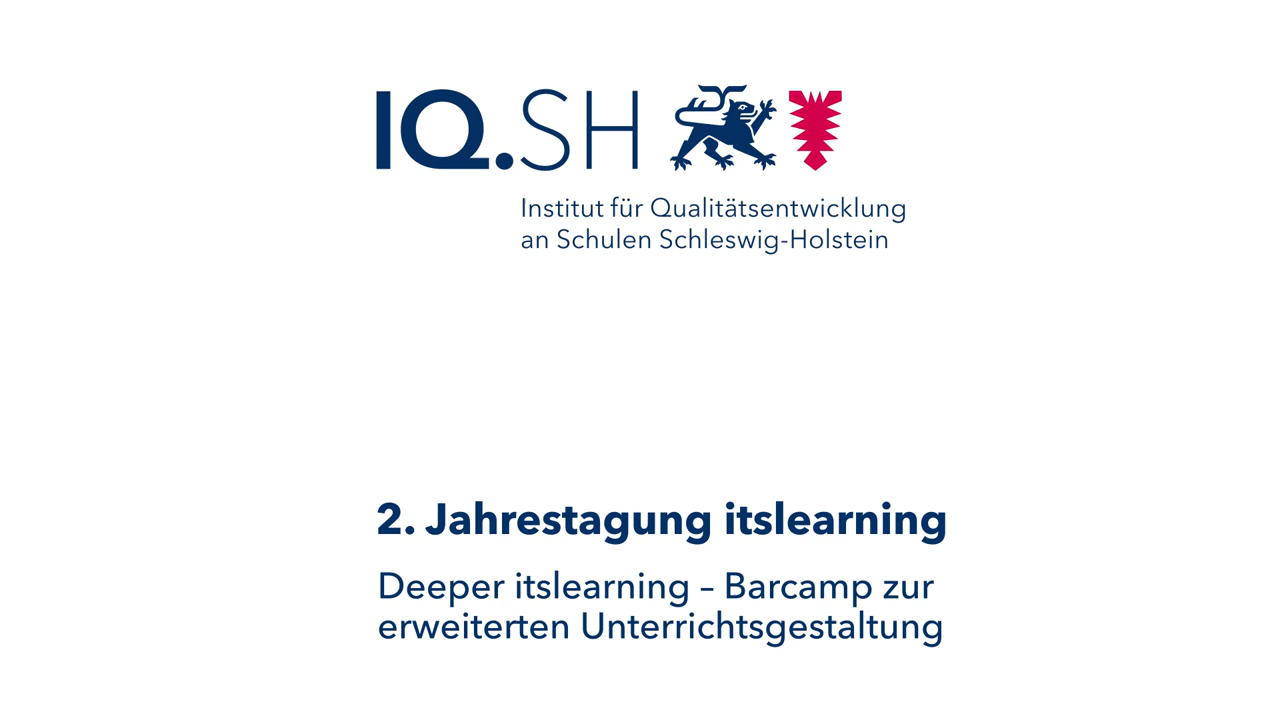 IQ.SH
Institut für Qualitätsentwicklung
an Schulen Schleswig-Holstein
2. Jahrestagung itslearning
Deeper itslearning – Barcamp zur
erweiterten Unterrichtsgestaltung